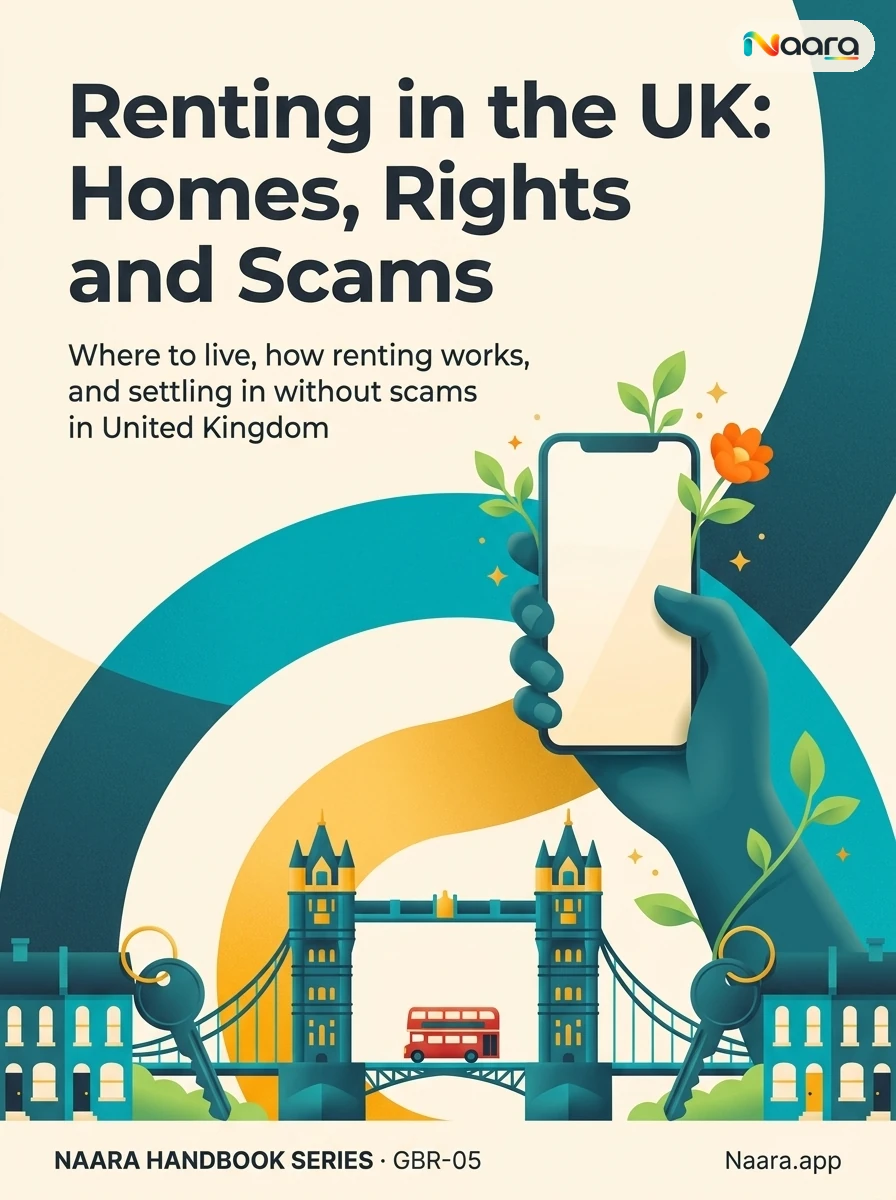 Naara
Renting in the UK:
Homes, Rights
and Scams
Where to live, how renting works,
and settling in without scams
in United Kingdom
NAARA HANDBOOK SERIES · GBR-05
Naara.app